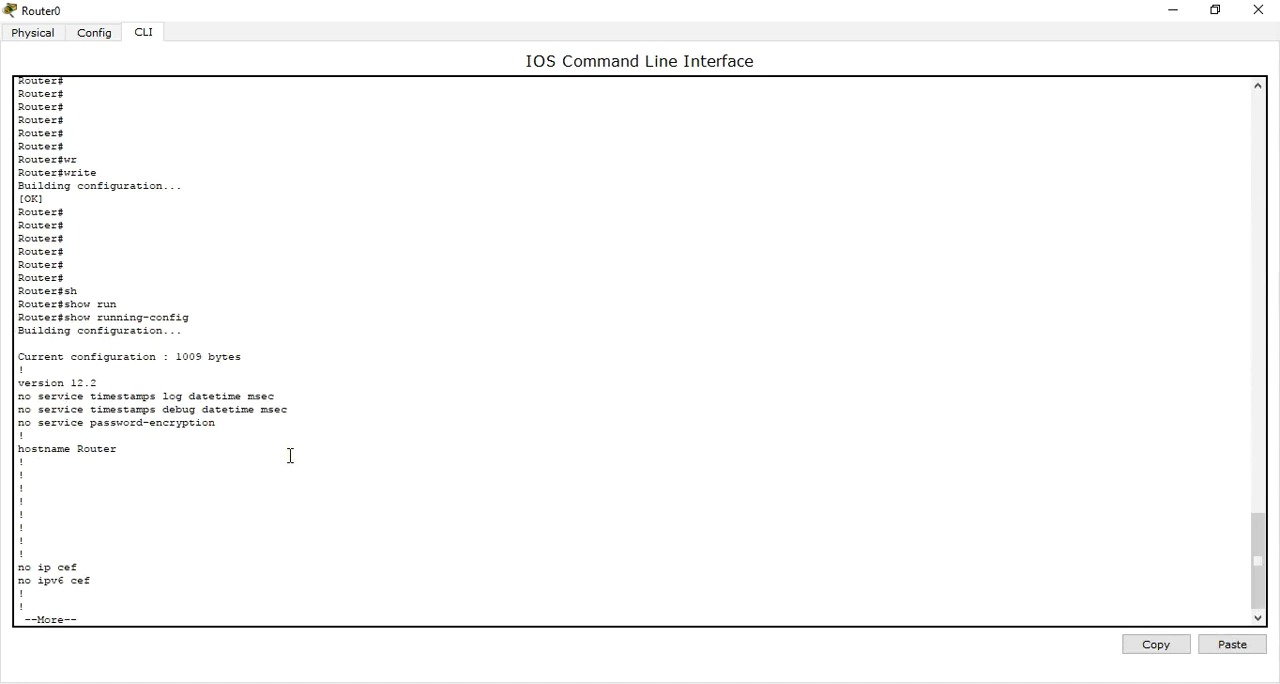 Router0
Physical
Config
CLI
IOS Command Line Interface
Router#
Router#
Router#
Router#
Router#
Router#
Router#wr
Router#write
Building configuration...
[OK]
Router#
Router#
Router#
Router#
Router#
Router#
Router#sh
Router#show run
Router#show running-config
Building configuration...
Current configuration : 1009 bytes
!
version 12.2
no service timestamps log datetime msec
no service timestamps debug datetime msec
no service password-encryption
!
hostname Router
!
!
!
!
!
!
!
!
no ip cef
no ipv6 cef
!
!
--More--
Copy
Paste